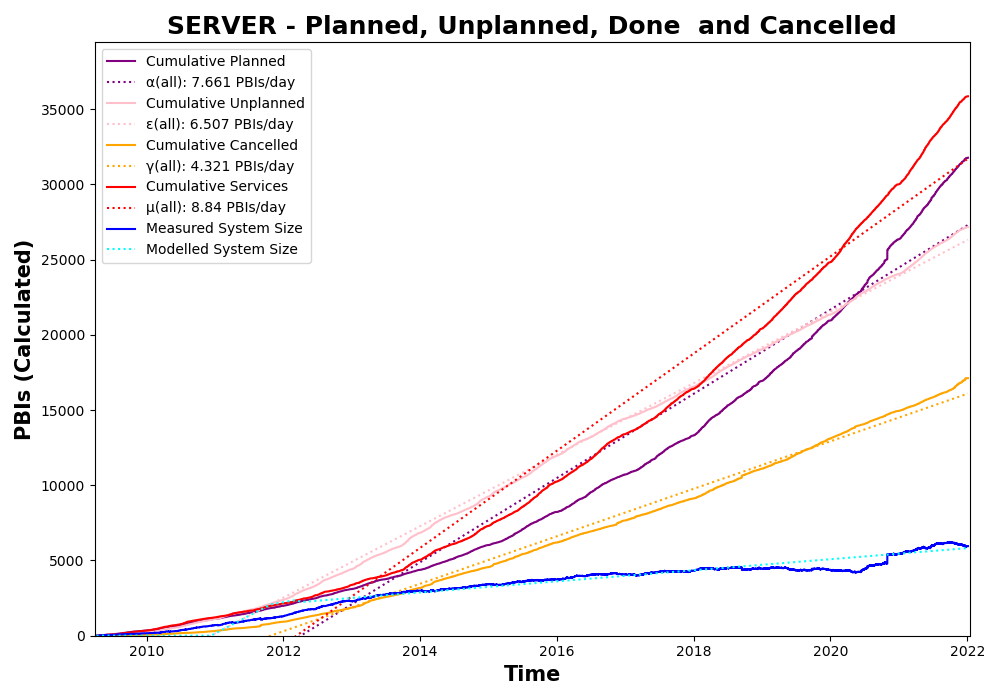 SERVER - Planned, Unplanned, Done  and Cancelled
Cumulative Planned
α(all): 7.661 PBIs/day
Cumulative Unplanned
ε(all): 6.507 PBIs/day
Cumulative Cancelled
γ(all): 4.321 PBIs/day
Cumulative Services
μ(all): 8.84 PBIs/day
Measured System Size
Modelled System Size
PBIs (Calculated)
35000
30000
25000
20000
15000
10000
5000
0
2010 2012 2014 2016 2018 2020 2022
Time